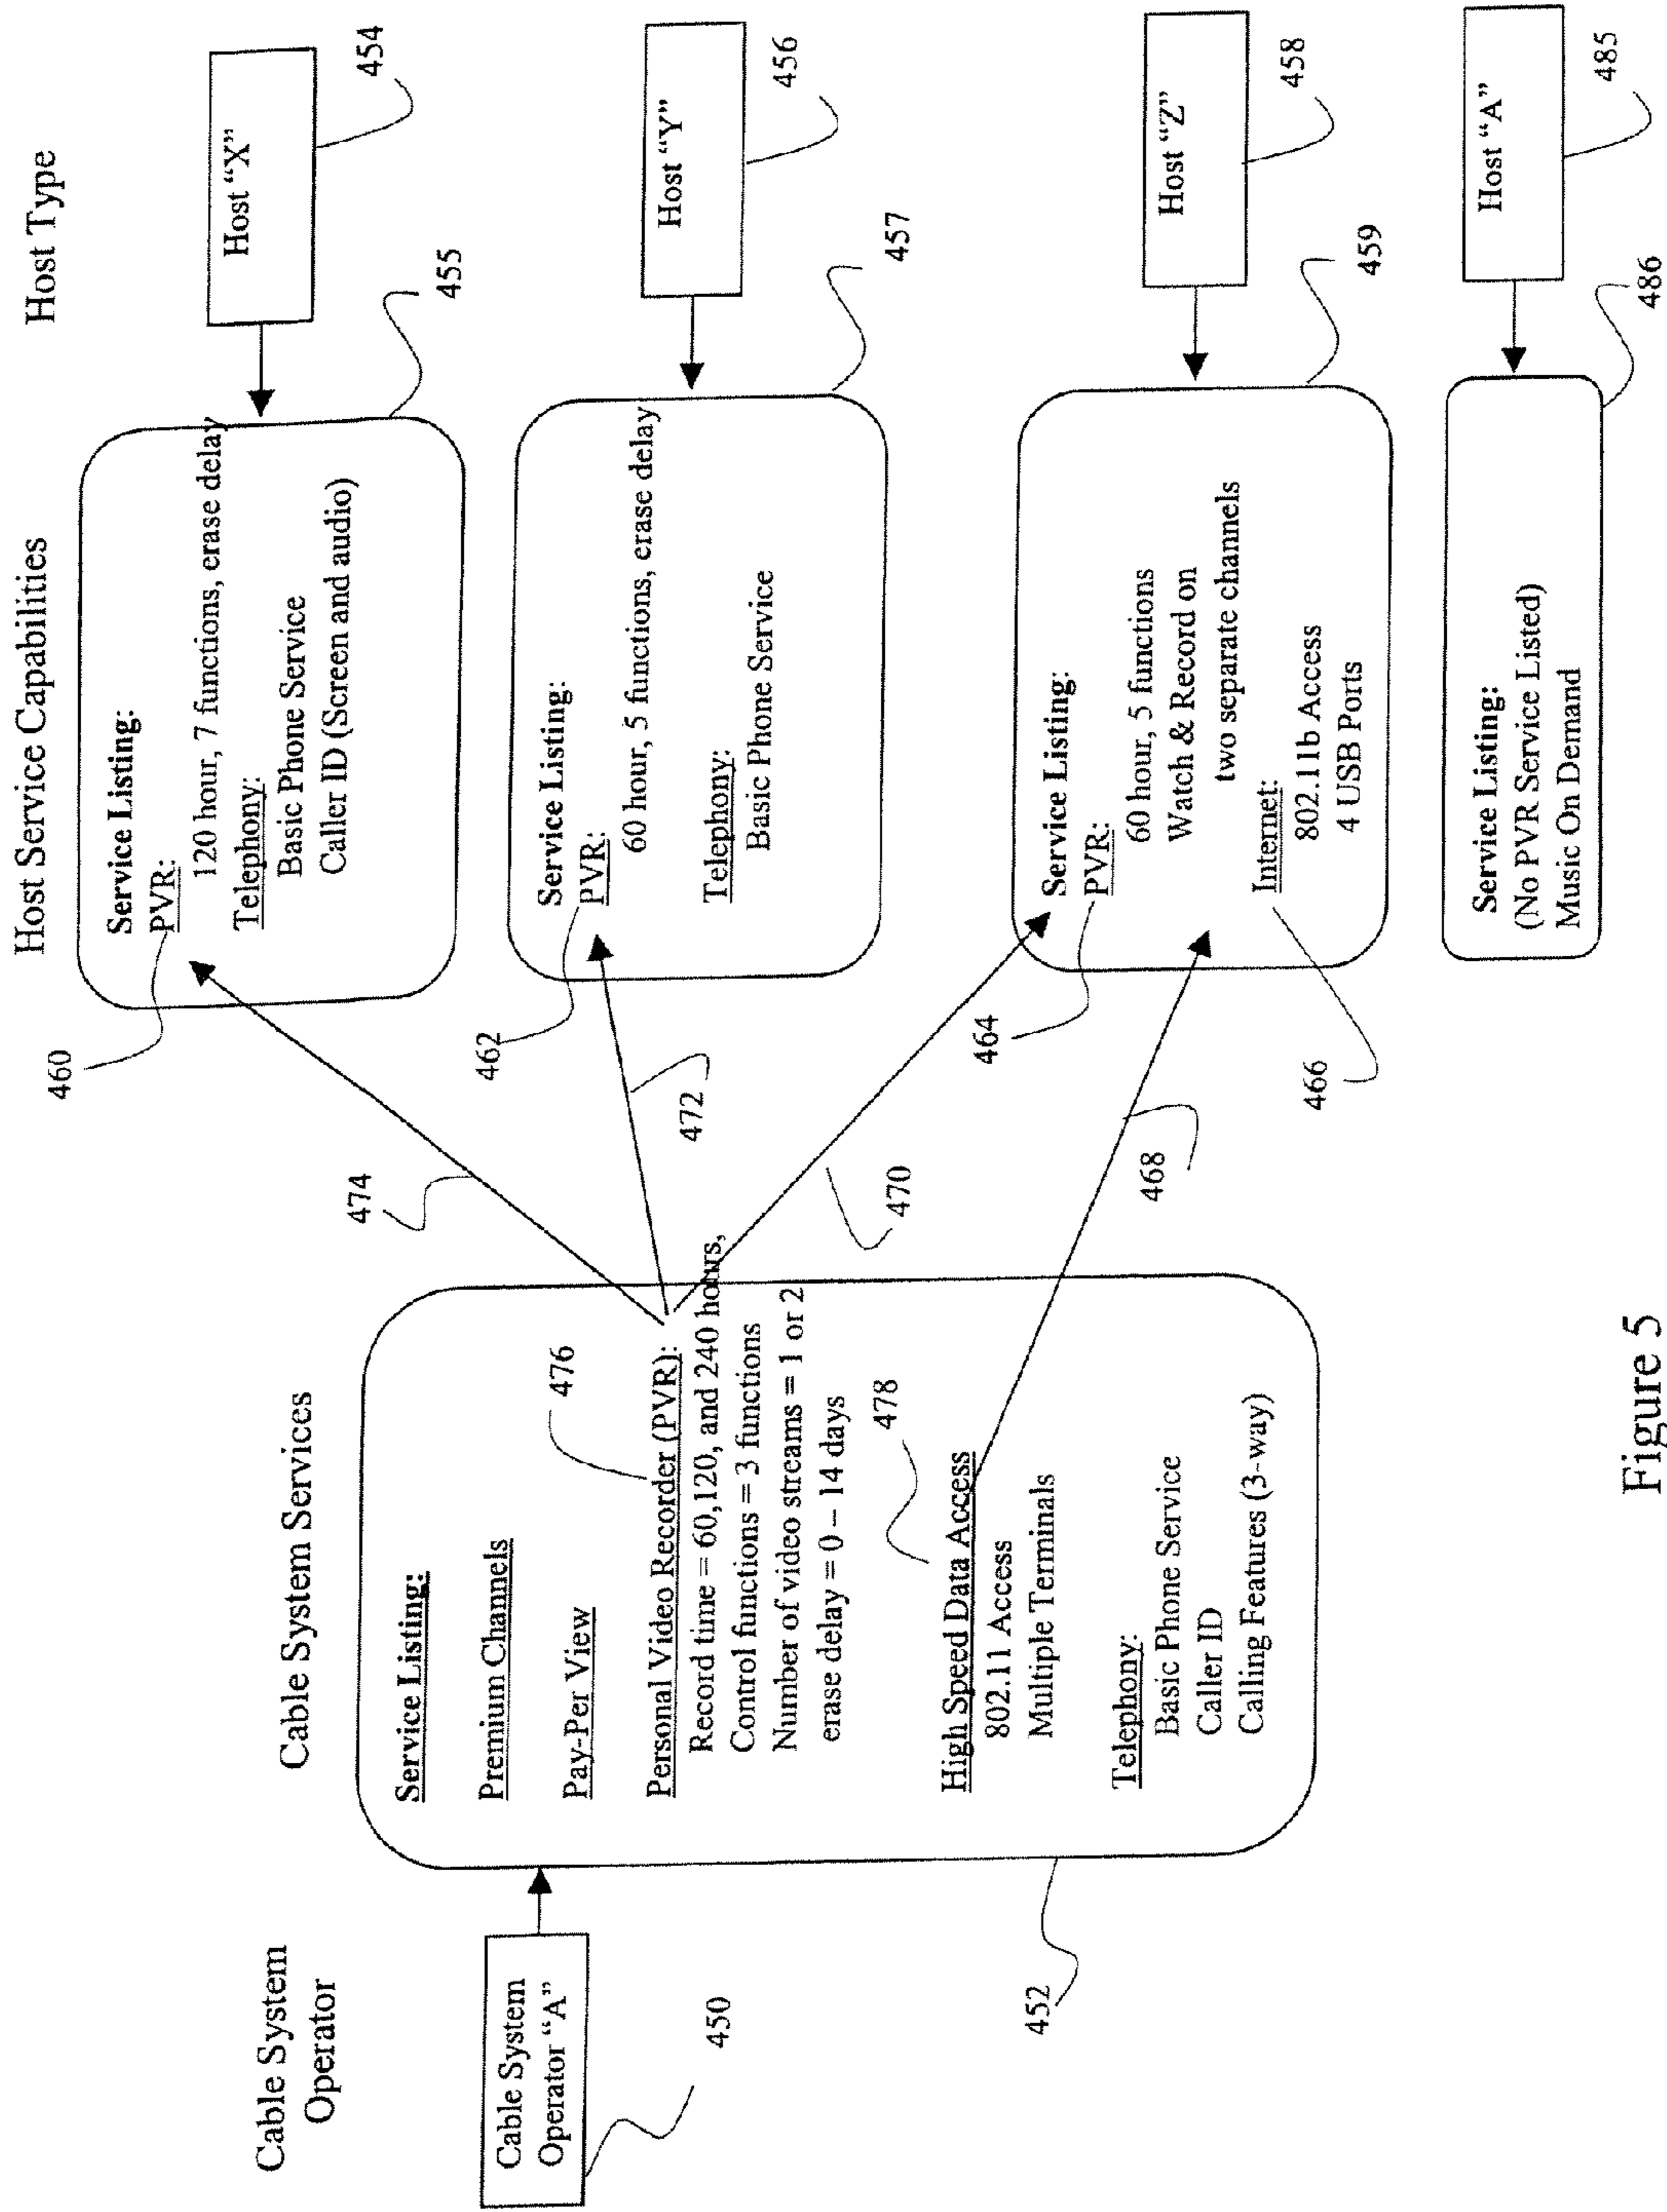 Cable System
Operator
Cable System Services
Host Service Capabilities
Host Type
Cable System
Operator “A”
450
Service Listing:
Premium Channels
Pay-Per View
476
Personal Video Recorder (PVR):
Record time = 60,120, and 240 hours,
Control functions = 3 functions
Number of video streams = 1 or 2
erase delay = 0 – 14 days
478
High Speed Data Access
802.11 Access
Multiple Terminals
Telephony:
Basic Phone Service
Caller ID
Calling Features (3-way)
452
474
472
470
468
460
Service Listing:
PVR:
120 hour, 7 functions, erase delay
Telephony:
Basic Phone Service
Caller ID (Screen and audio)
455
Host “X”
454
462
Service Listing:
PVR:
60 hour, 5 functions, erase delay
Telephony:
Basic Phone Service
457
Host “Y”
456
464
Service Listing:
PVR:
60 hour, 5 functions
Watch & Record on
two separate channels
Internet:
802.11b Access
4 USB Ports
466
459
Host “Z”
458
Service Listing:
(No PVR Service Listed)
Music On Demand
486
Host “A”
485
Figure 5